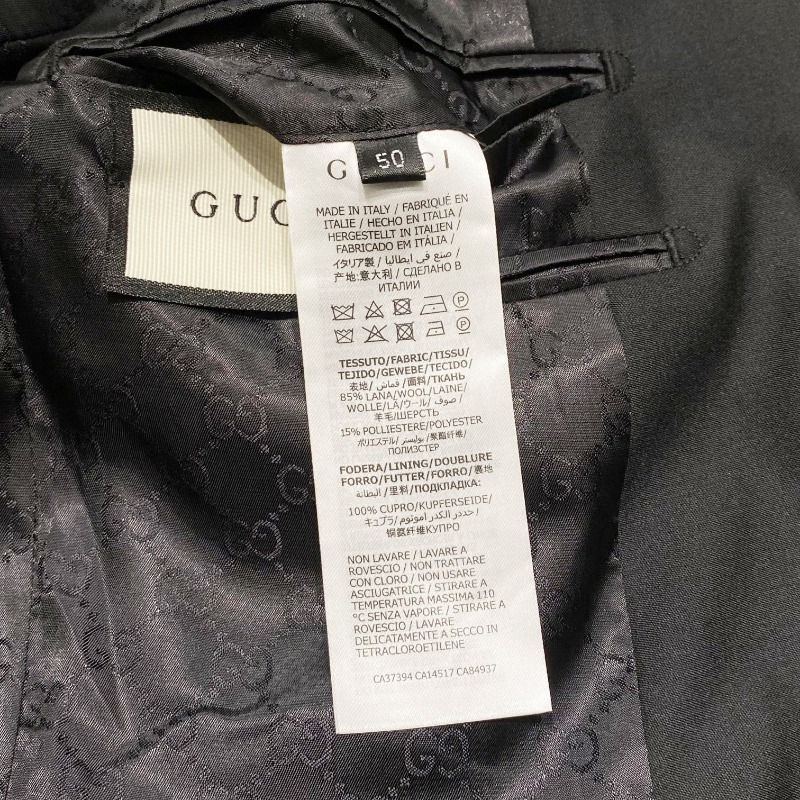 GUC
G CI
50
MADE IN ITALY / FABRIQUÉ EN
ITALIE / HECHO EN ITALIA /
HERGESTELLT IN ITALIEN /
FABRICADO EM ITÁLIA /
صنع في ايطاليا / イタリア製 /
产地:意大利 / СДЕЛАНО В
ИТАЛИИ
P
P
TESSUTO/FABRIC/TISSU/
TEJIDO/GEWEBE/TECIDO/
表地/ قماش /面料/ТКАНЬ
85% LANA/WOOL/LAINE/
WOLLE/LÃ/ウール/ صوف /
羊毛/ШЕРСТЬ
15% POLLIESTERE/POLYESTER
ポリエステル/ بوليستر /聚酯纤维/
ПОЛИЭСТЕР
FODERA/LINING/DOUBLURE
FORRO/FUTTER/FORRO/裏地
البطانة /里料/ПОДКЛАДКА:
100% CUPRO/KUPFERSEIDE/
キュプラ/
铜氨纤维КУПРО
NON LAVARE / LAVARE A
ROVESCIO / NON TRATTARE
CON CLORO / NON USARE
ASCIUGATRICE / STIRARE A
TEMPERATURA MASSIMA 110
°C SENZA VAPORE / STIRARE A
ROVESCIO / LAVARE
DELICATAMENTE A SECCO IN
TETRACLOROETILENE
CA37394 CA14517 CA84937